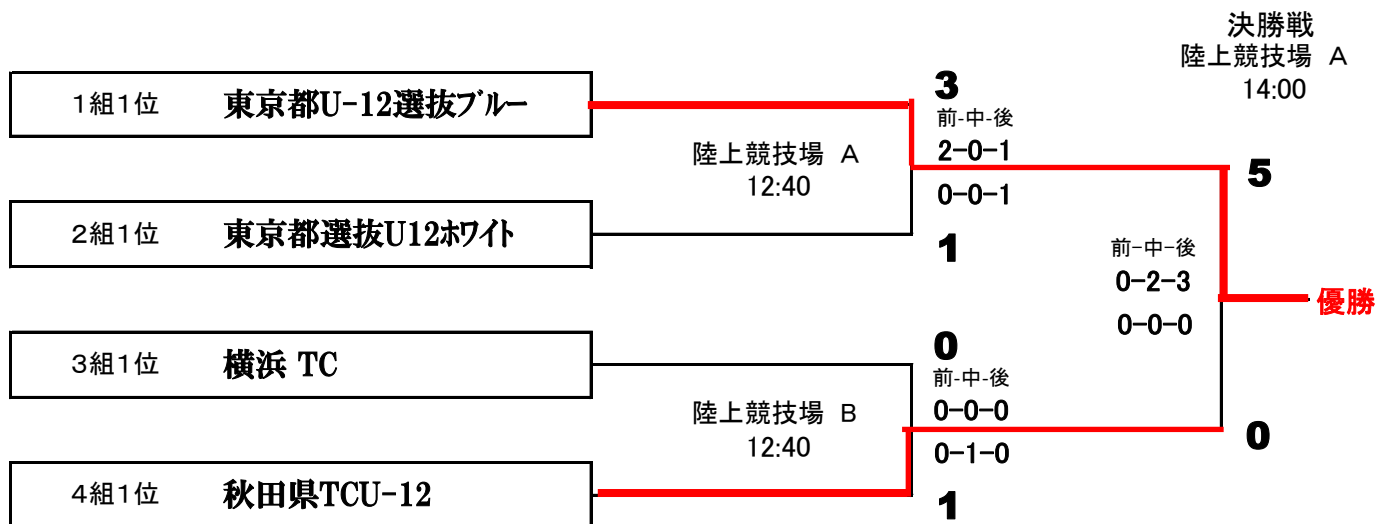 決勝戦
陸上競技場 A
14:00
1組1位 東京都U-12選抜ブルー
3
前-中-後
陸上競技場 A
12:40
2-0-1
0-0-1
5
2組1位 東京都選抜U12ホワイト
1
前-中-後
0-2-3
0-0-0
優勝
3組1位 横浜 TC
0
前-中-後
陸上競技場 B
12:40
0-0-0
0-1-0
0
4組1位 秋田県TCU-12
1